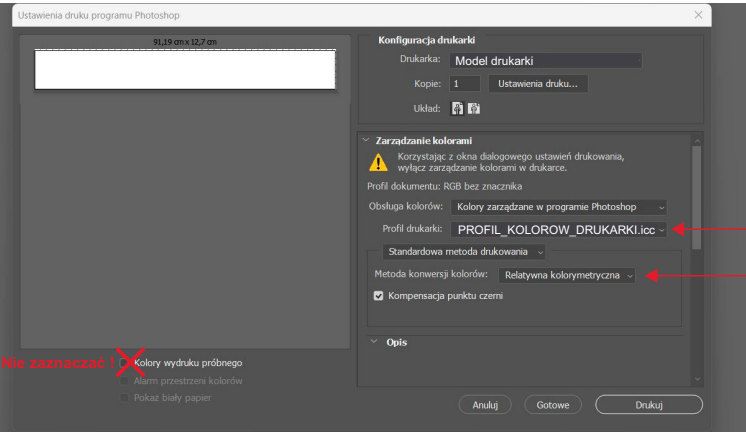 Ustawienia druku programu Photoshop
91,19 cm x 12,7 cm
Konfiguracja drukarki
Drukarka: Model drukarki
Kopie: 1 Ustawienia druku...
Układ:
Zarządzanie kolorami
Korzystając z okna dialogowego ustawień drukowania,
wyłącz zarządzanie kolorami w drukarce.
Profil dokumentu: RGB bez znacznika
Obsługa kolorów: Kolory zarządzane w programie Photoshop
Profil drukarki: PROFIL_KOLOROW_DRUKARKI.icc
Standardowa metoda drukowania
Metoda konwersji kolorów: Relatywna kolorymetryczna
Kompensacja punktu czerni
Opis
Nie zaznaczać ! Kolory wydruku próbnego
Alarm przestrzeni kolorów
Pokaż biały papier
Anuluj Gotowe Drukuj